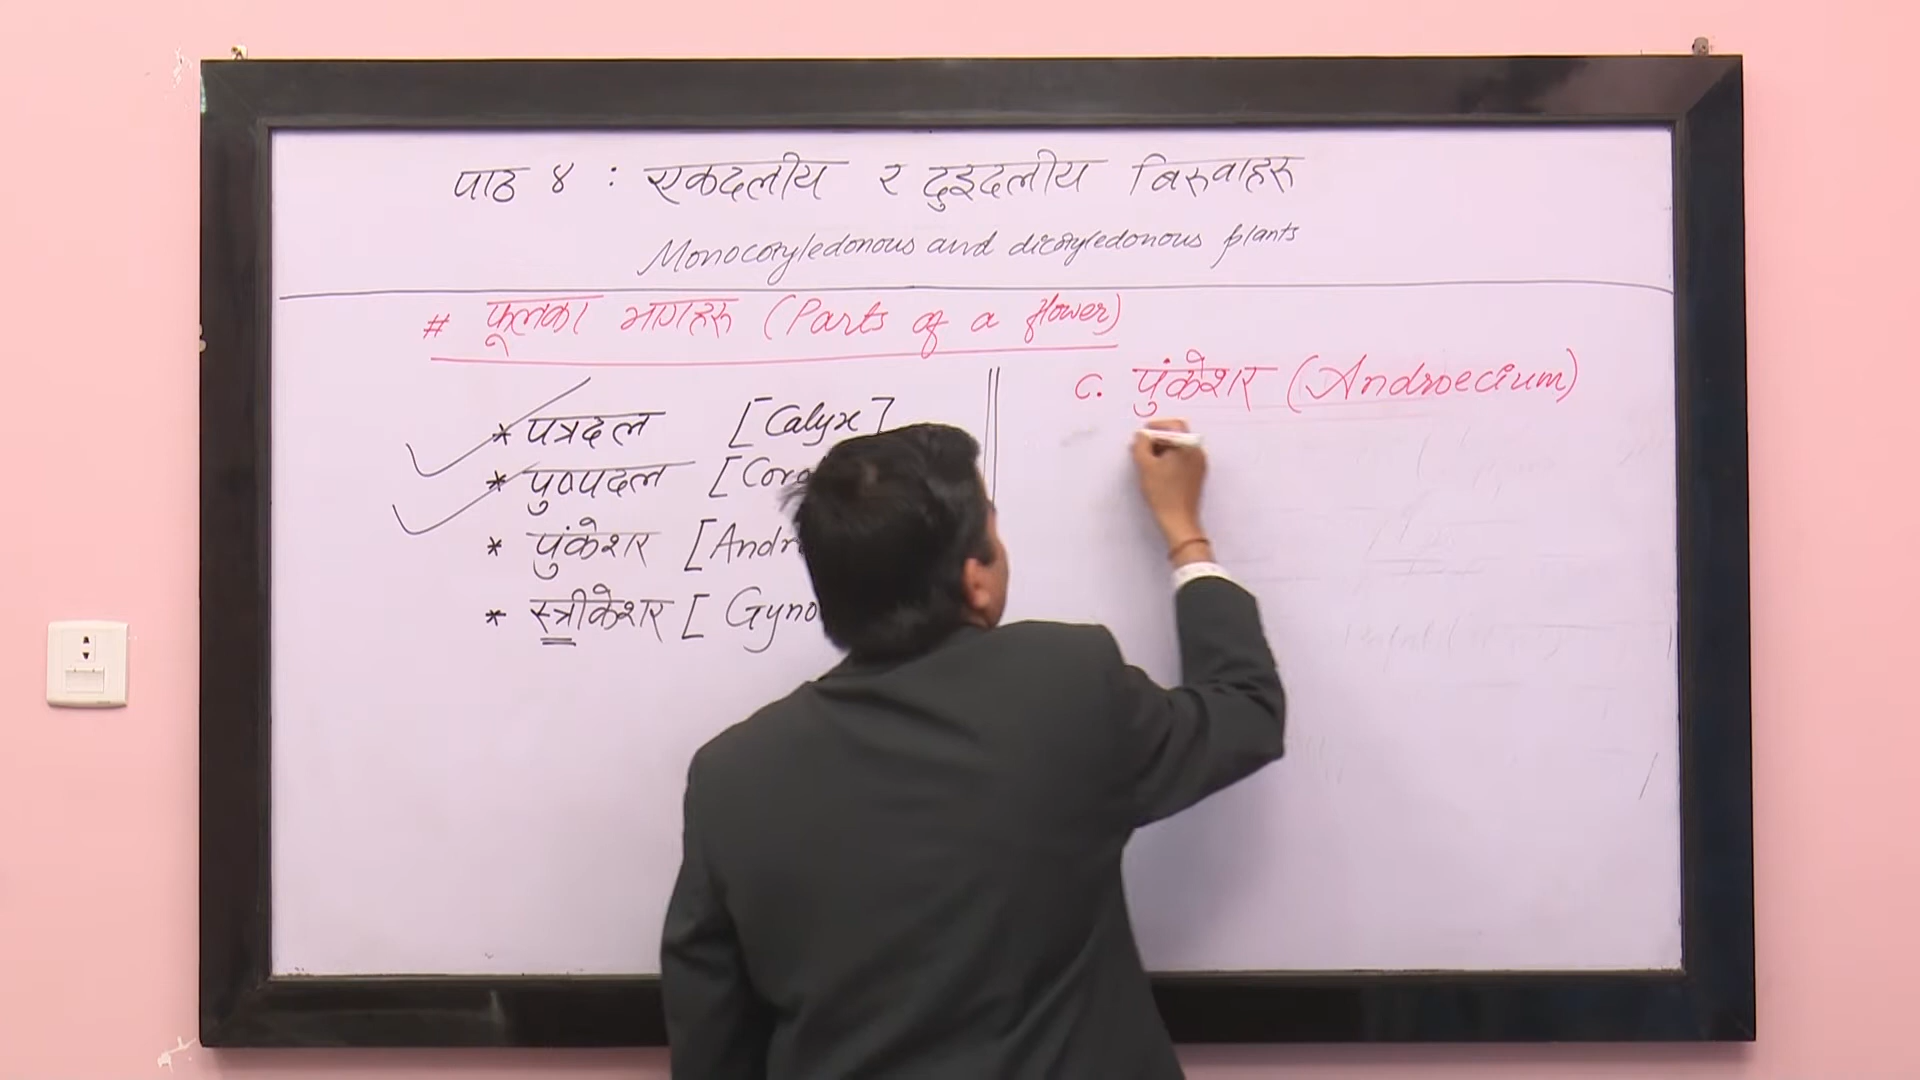 पाठ ४ : एकदलीय र दुइदलीय बिरुवाहरु
Monocotyledonous and dicotyledonous plants
# फूलका भागहरु (Parts of a flower)
* पत्रदल [Calyx]
* पुष्पदल [Coro
* पुंकेशर [Andr
* स्त्रीकेशर [Gyno
C. पुंकेशर (Androecium)